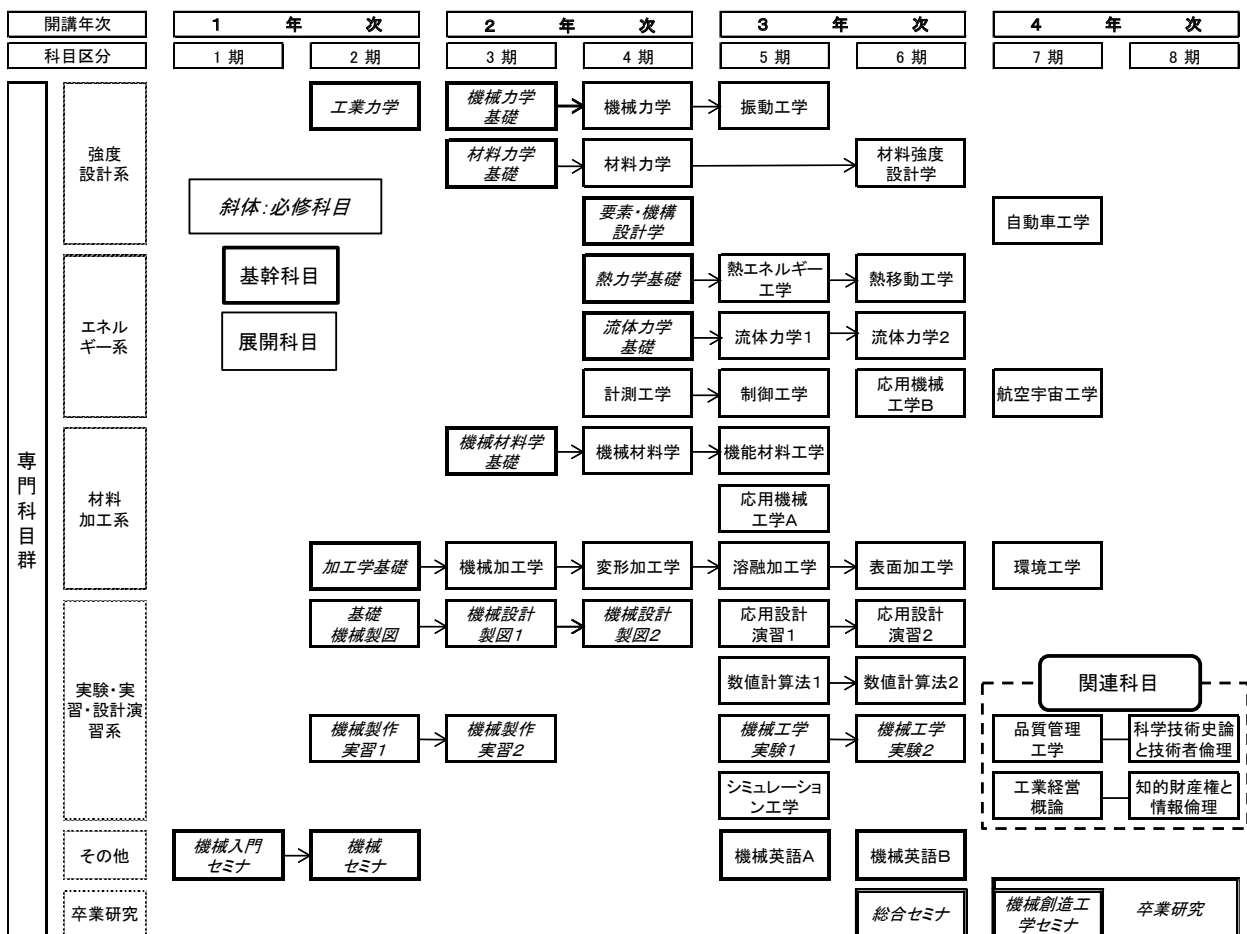 開講年次
1 年 次
2 年 次
3 年 次
4 年 次
科目区分
1 期
2 期
3 期
4 期
5 期
6 期
7 期
8 期
専門科目群
強度
設計系
工業力学
機械力学
基礎
機械力学
振動工学
材料力学
基礎
材料力学
材料強度
設計学
斜体:必修科目
要素・機構
設計学
自動車工学
基幹科目
展開科目
エネル
ギー系
熱力学基礎
熱エネルギー
工学
熱移動工学
流体力学
基礎
流体力学1
流体力学2
計測工学
制御工学
応用機械
工学B
航空宇宙工学
材料
加工系
機械材料学
基礎
機械材料学
機能材料工学
応用機械
工学A
加工学基礎
機械加工学
変形加工学
溶融加工学
表面加工学
環境工学
実験・実
習・設計演
習系
基礎
機械製図
機械設計
製図1
機械設計
製図2
応用設計
演習1
応用設計
演習2
数値計算法1
数値計算法2
関連科目
機械製作
実習1
機械製作
実習2
機械工学
実験1
機械工学
実験2
品質管理
工学
科学技術史論
と技術者倫理
シミュレーショ
ン工学
工業経営
概論
知的財産権と
情報倫理
その他
機械入門
セミナ
機械
セミナ
機械英語A
機械英語B
卒業研究
総合セミナ
機械創造工
学セミナ
卒業研究